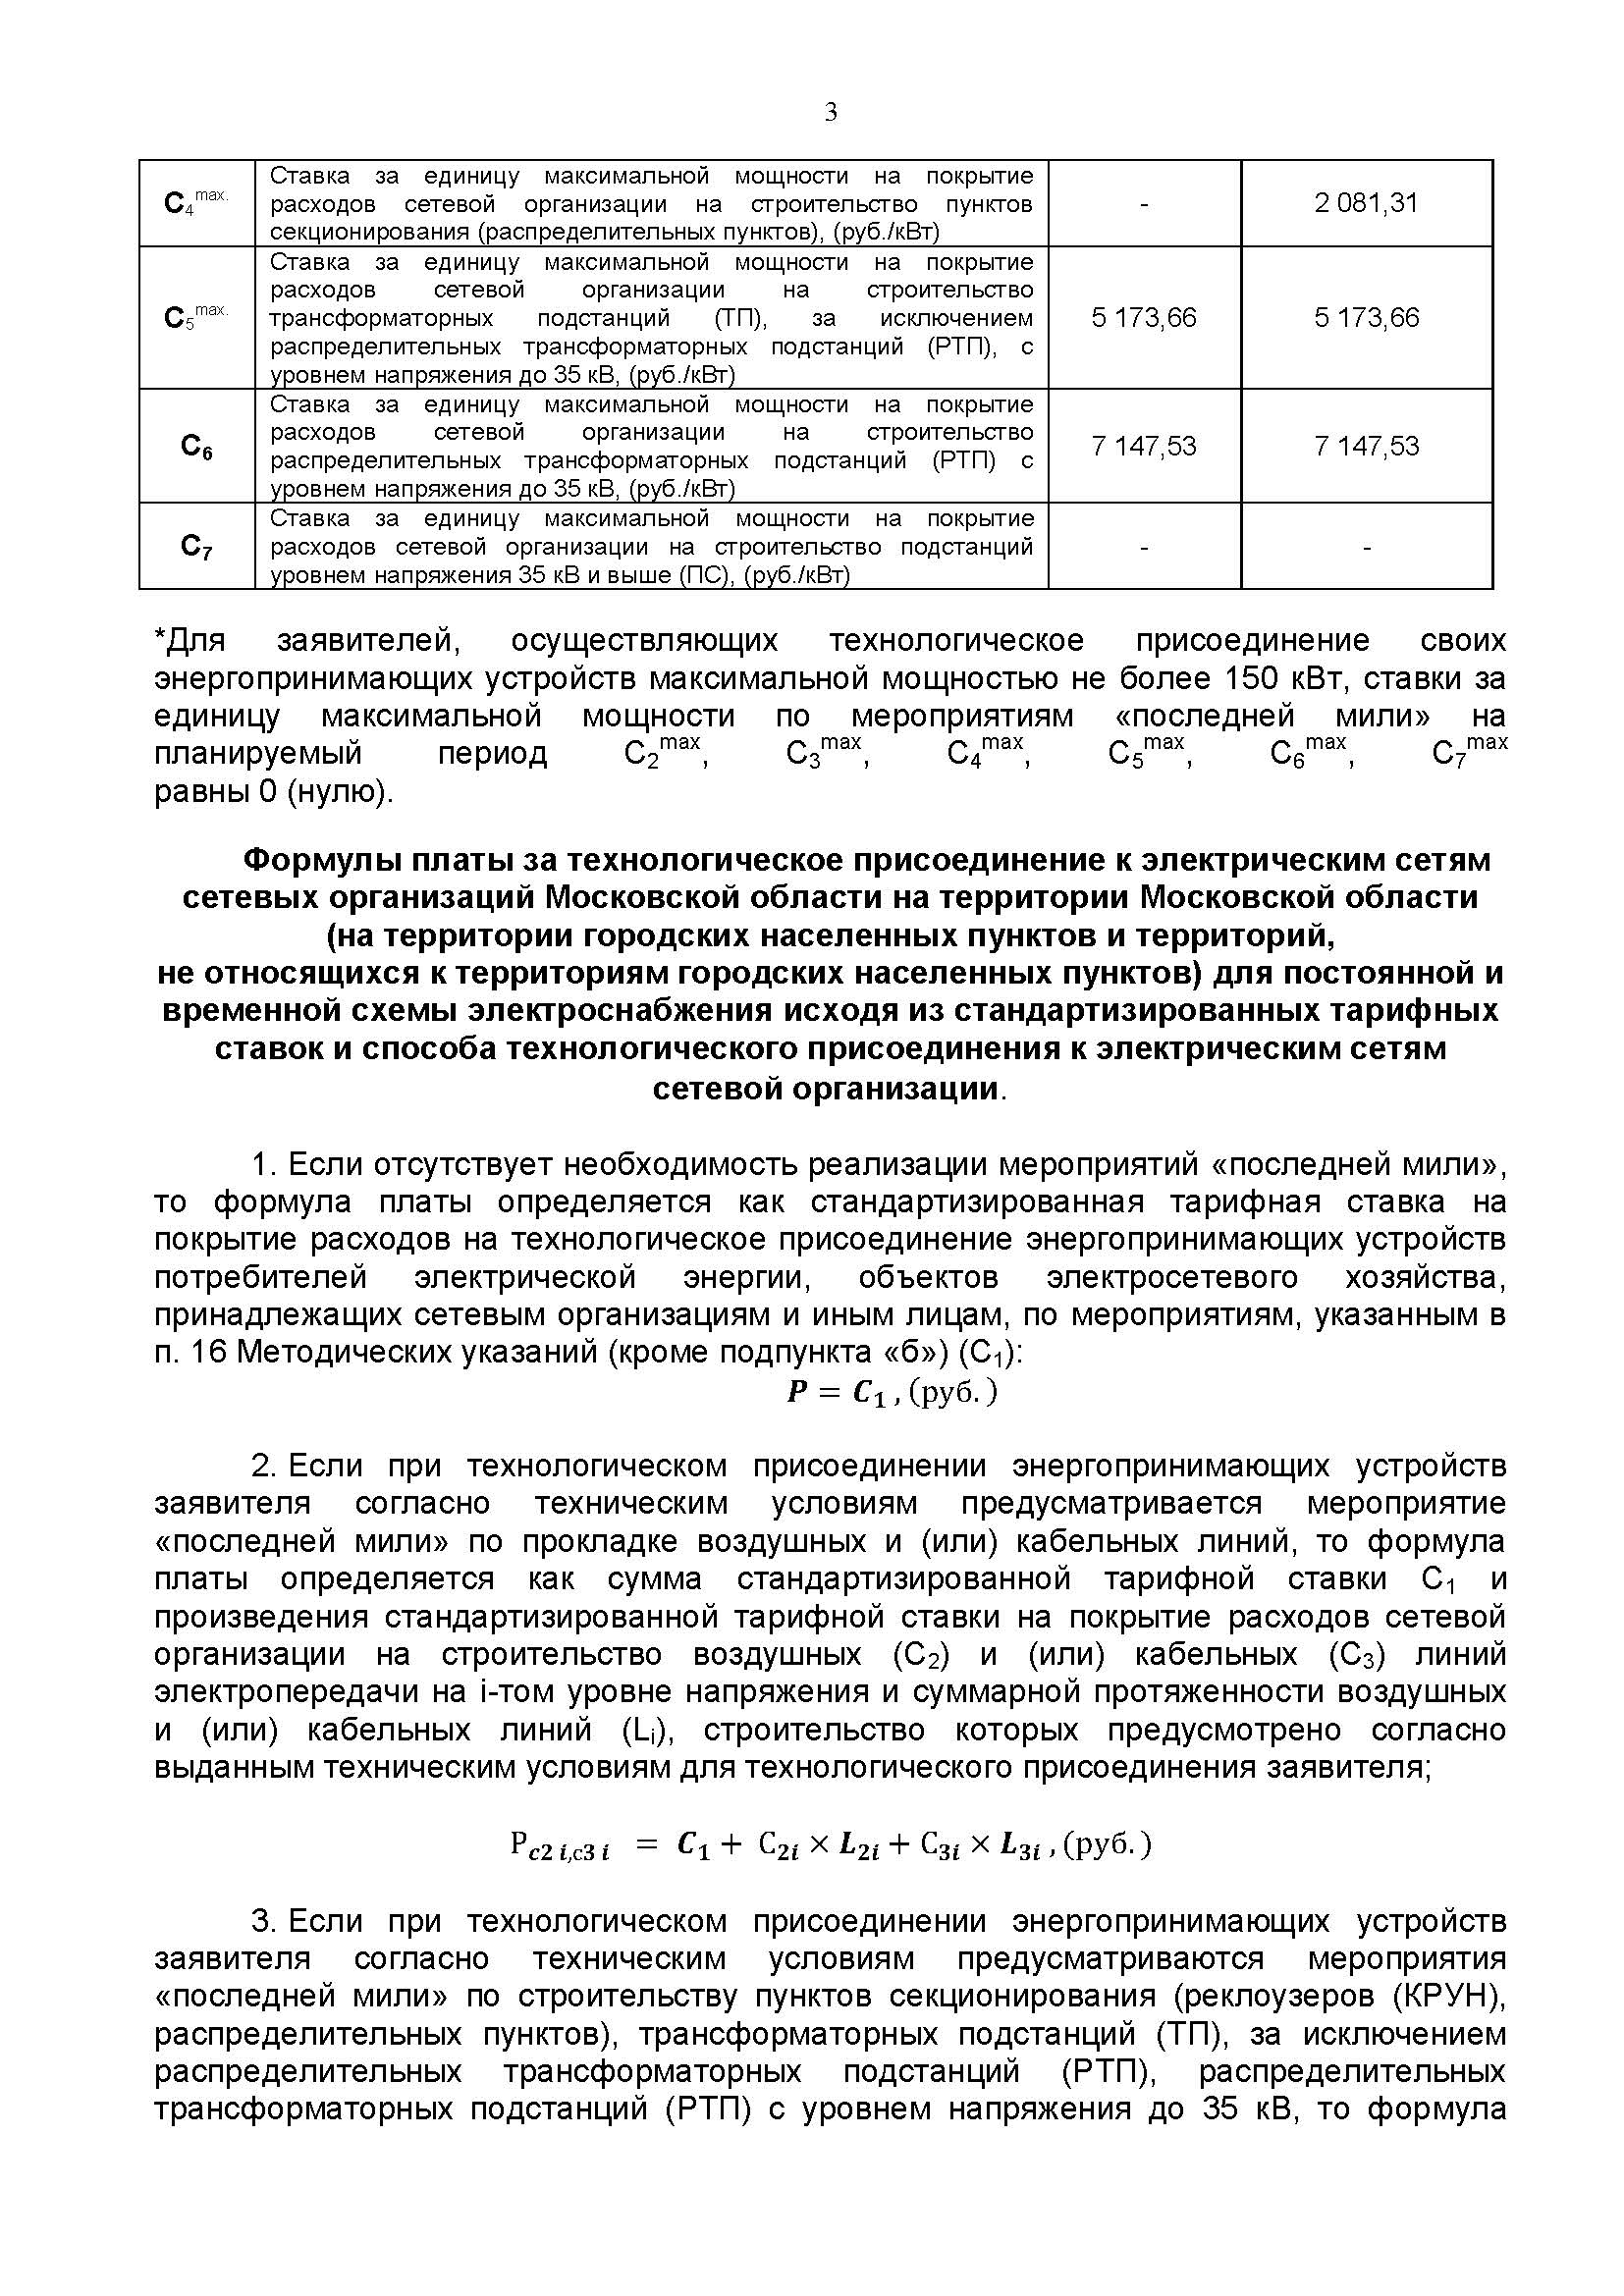 3
C₄ᵐᵃˣ·
Ставка за единицу максимальной мощности на покрытие
расходов сетевой организации на строительство пунктов
секционирования (распределительных пунктов), (руб./кВт)
-
2 081,31
C₅ᵐᵃˣ·
Ставка за единицу максимальной мощности на покрытие
расходов сетевой организации на строительство
трансформаторных подстанций (ТП), за исключением
распределительных трансформаторных подстанций (РТП), с
уровнем напряжения до 35 кВ, (руб./кВт)
5 173,66
5 173,66
C₆
Ставка за единицу максимальной мощности на покрытие
расходов сетевой организации на строительство
распределительных трансформаторных подстанций (РТП) с
уровнем напряжения до 35 кВ, (руб./кВт)
7 147,53
7 147,53
C₇
Ставка за единицу максимальной мощности на покрытие
расходов сетевой организации на строительство подстанций
уровнем напряжения 35 кВ и выше (ПС), (руб./кВт)
-
-
*Для заявителей, осуществляющих технологическое присоединение своих
энергопринимающих устройств максимальной мощностью не более 150 кВт, ставки за
единицу максимальной мощности по мероприятиям «последней мили» на
планируемый период C₂ᵐᵃˣ, C₃ᵐᵃˣ, C₄ᵐᵃˣ, C₅ᵐᵃˣ, C₆ᵐᵃˣ, C₇ᵐᵃˣ
равны 0 (нулю).
Формулы платы за технологическое присоединение к электрическим сетям
сетевых организаций Московской области на территории Московской области
(на территории городских населенных пунктов и территорий,
не относящихся к территориям городских населенных пунктов) для постоянной и
временной схемы электроснабжения исходя из стандартизированных тарифных
ставок и способа технологического присоединения к электрическим сетям
сетевой организации.
1. Если отсутствует необходимость реализации мероприятий «последней мили»,
то формула платы определяется как стандартизированная тарифная ставка на
покрытие расходов на технологическое присоединение энергопринимающих устройств
потребителей электрической энергии, объектов электросетевого хозяйства,
принадлежащих сетевым организациям и иным лицам, по мероприятиям, указанным в
п. 16 Методических указаний (кроме подпункта «б») (C₁):
P = C₁ , (руб. )
2. Если при технологическом присоединении энергопринимающих устройств
заявителя согласно техническим условиям предусматривается мероприятие
«последней мили» по прокладке воздушных и (или) кабельных линий, то формула
платы определяется как сумма стандартизированной тарифной ставки C₁ и
произведения стандартизированной тарифной ставки на покрытие расходов сетевой
организации на строительство воздушных (C₂) и (или) кабельных (C₃) линий
электропередачи на i-том уровне напряжения и суммарной протяженности воздушных
и (или) кабельных линий (Lᵢ), строительство которых предусмотрено согласно
выданным техническим условиям для технологического присоединения заявителя;
P c2 i,c3 i = C₁ + C₂ᵢ × L₂ᵢ + C₃ᵢ × L₃ᵢ , (руб. )
3. Если при технологическом присоединении энергопринимающих устройств
заявителя согласно техническим условиям предусматриваются мероприятия
«последней мили» по строительству пунктов секционирования (реклоузеров (КРУН),
распределительных пунктов), трансформаторных подстанций (ТП), за исключением
распределительных трансформаторных подстанций (РТП), распределительных
трансформаторных подстанций (РТП) с уровнем напряжения до 35 кВ, то формула